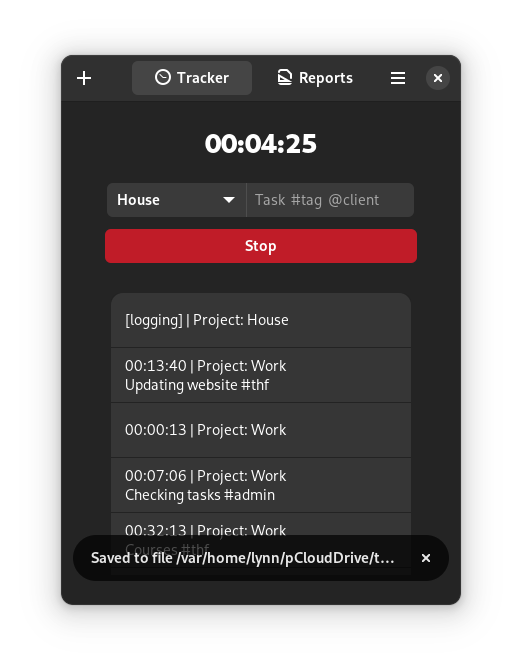 Tracker
Reports
00:04:25
House
Task #tag @client
Stop
[logging] | Project: House
00:13:40 | Project: Work
Updating website #thf
00:00:13 | Project: Work
00:07:06 | Project: Work
Checking tasks #admin
00:32:13 | Project: Work
Courses #thf
Saved to file /var/home/lynn/pCloudDrive/t...